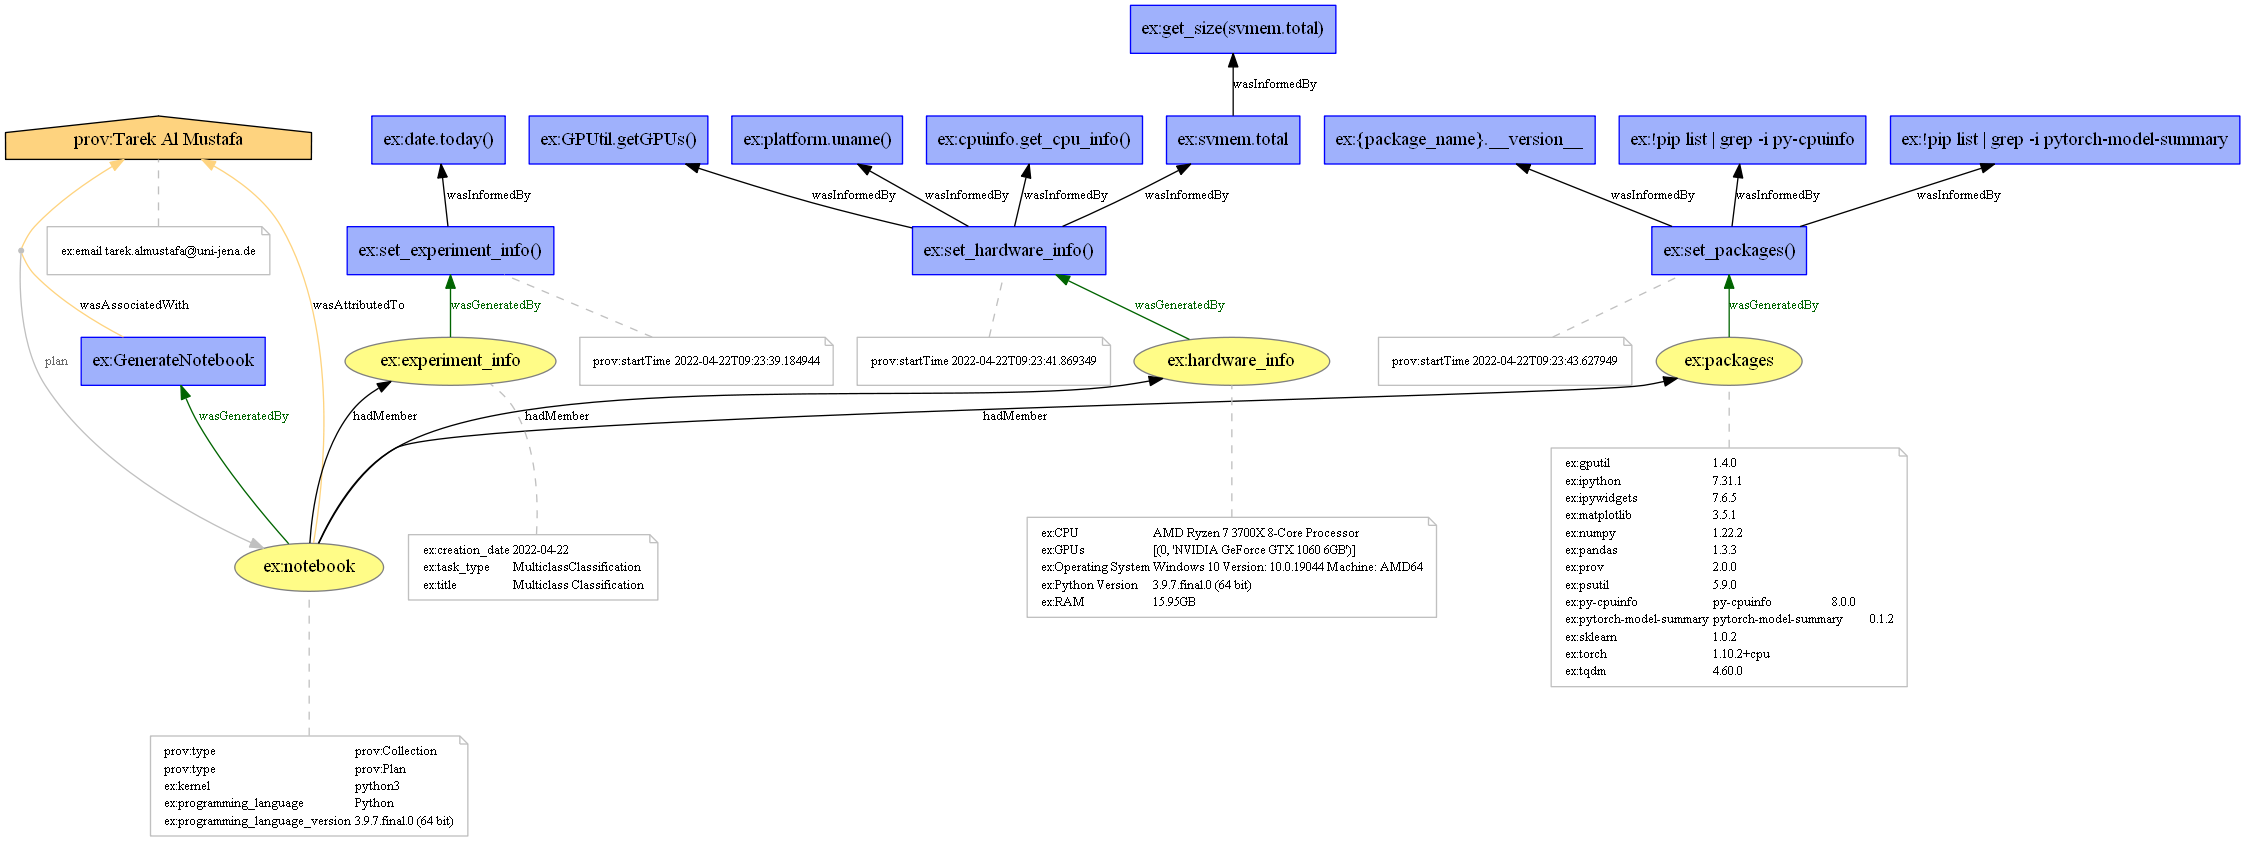 ex:get_size(svmem.total)
wasInformedBy
prov:Tarek Al Mustafa
ex:date.today()
ex:GPUtil.getGPUs()
ex:platform.uname()
ex:cpuinfo.get_cpu_info()
ex:svmem.total
ex:{package_name}.__version__
ex:!pip list | grep -i py-cpuinfo
ex:!pip list | grep -i pytorch-model-summary
wasInformedBy
wasInformedBy
wasInformedBy
wasInformedBy
wasInformedBy
wasInformedBy
wasInformedBy
wasInformedBy
ex:email tarek.almustafa@uni-jena.de
ex:set_experiment_info()
ex:set_hardware_info()
ex:set_packages()
wasAssociatedWith
wasAttributedTo
wasGeneratedBy
wasGeneratedBy
wasGeneratedBy
plan
ex:GenerateNotebook
ex:experiment_info
prov:startTime 2022-04-22T09:23:39.184944
prov:startTime 2022-04-22T09:23:41.869349
ex:hardware_info
prov:startTime 2022-04-22T09:23:43.627949
ex:packages
wasGeneratedBy
hadMember
hadMember
hadMember
ex:notebook
ex:creation_date 2022-04-22
ex:task_type MulticlassClassification
ex:title Multiclass Classification
ex:CPU AMD Ryzen 7 3700X 8-Core Processor
ex:GPUs [(0, 'NVIDIA GeForce GTX 1060 6GB')]
ex:Operating System Windows 10 Version: 10.0.19044 Machine: AMD64
ex:Python Version 3.9.7.final.0 (64 bit)
ex:RAM 15.95GB
ex:gputil 1.4.0
ex:ipython 7.31.1
ex:ipywidgets 7.6.5
ex:matplotlib 3.5.1
ex:numpy 1.22.2
ex:pandas 1.3.3
ex:prov 2.0.0
ex:psutil 5.9.0
ex:py-cpuinfo py-cpuinfo 8.0.0
ex:pytorch-model-summary pytorch-model-summary 0.1.2
ex:sklearn 1.0.2
ex:torch 1.10.2+cpu
ex:tqdm 4.60.0
prov:type prov:Collection
prov:type prov:Plan
ex:kernel python3
ex:programming_language Python
ex:programming_language_version 3.9.7.final.0 (64 bit)